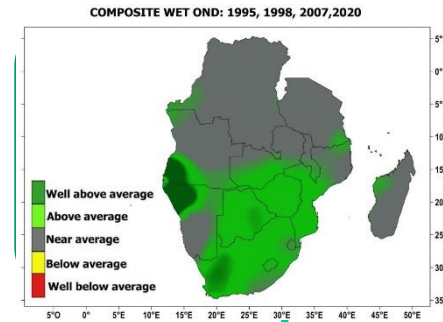 COMPOSITE WET OND: 1995, 1998, 2007,2020
Well above average
Above average
Near average
Below average
Well below average
5°
0°
5°
10°
15°
20°
25°
30°
35
5°O 0° 5°E 10°E 15°E 20°E 25°E 30°E 35°E 40°E 45°E 50°E